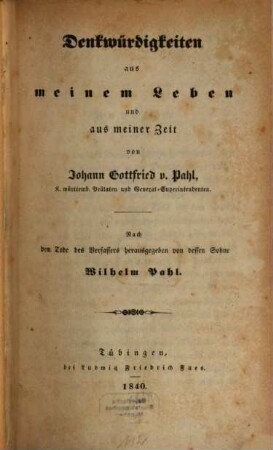 Denkwürdigkeiten
aus
meinem Leben
und
aus meiner Zeit
von
Johann Gottfried v. Pahl,
k. württemb. Prälaten und General-Superintendenten.
Nach
dem Tode des Verfassers herausgegeben von dessen Sohne
Wilhelm Pahl.
Tübingen,
bei Ludwig Friedrich Fues.
1840.